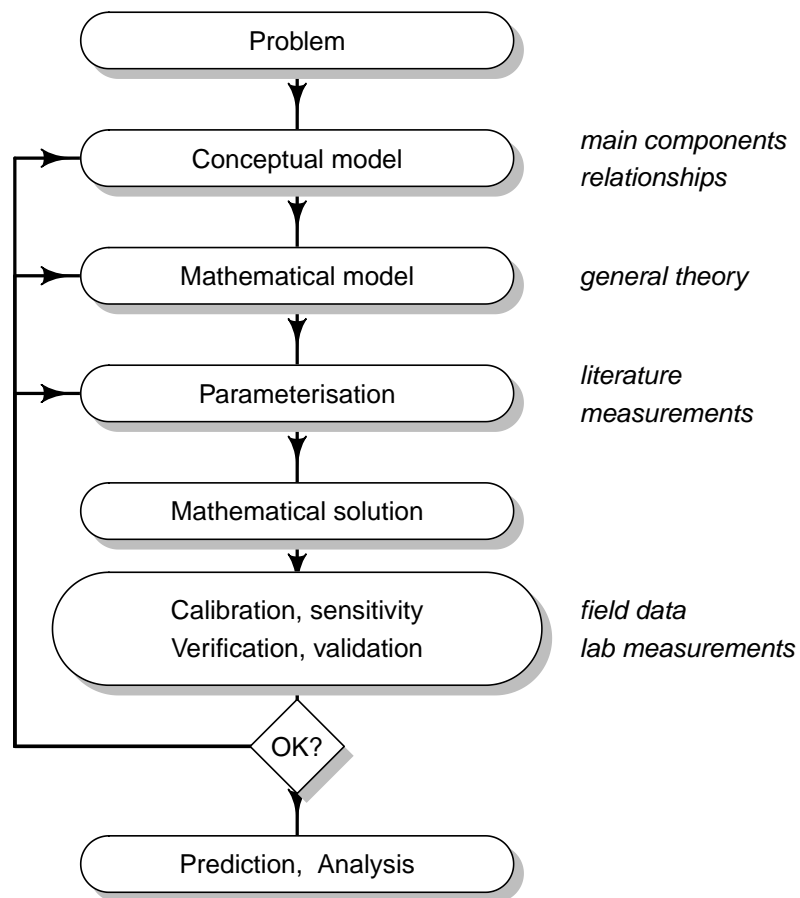 Problem
Conceptual model
main components
relationships
Mathematical model
general theory
Parameterisation
literature
measurements
Mathematical solution
Calibration, sensitivity
Verification, validation
field data
lab measurements
OK?
Prediction, Analysis